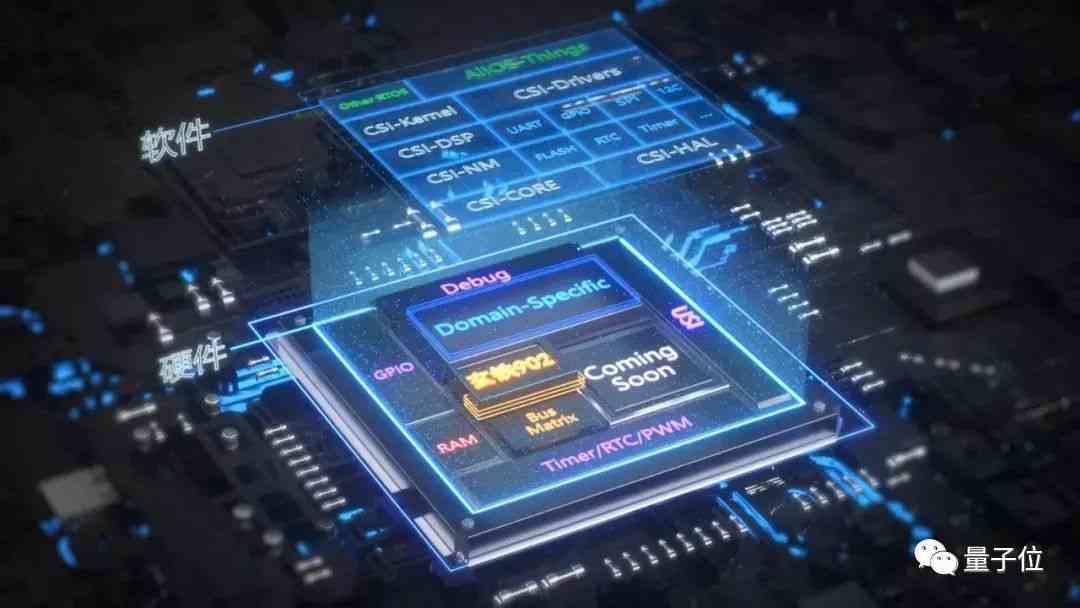 AliOS-Things
Other RTOS
CSI-Drivers
CSI-Kernel
UART
GPIO
SPI
I2C
CSI-DSP
FLASH
RTC
Timer
...
CSI-NM
CSI-HAL
CSI-CORE
软件
Debug
Domain-Specific
硬件
GPIO
玄铁902
Coming
Soon
RAM
Bus
Matrix
Timer/RTC/PWM
量子位